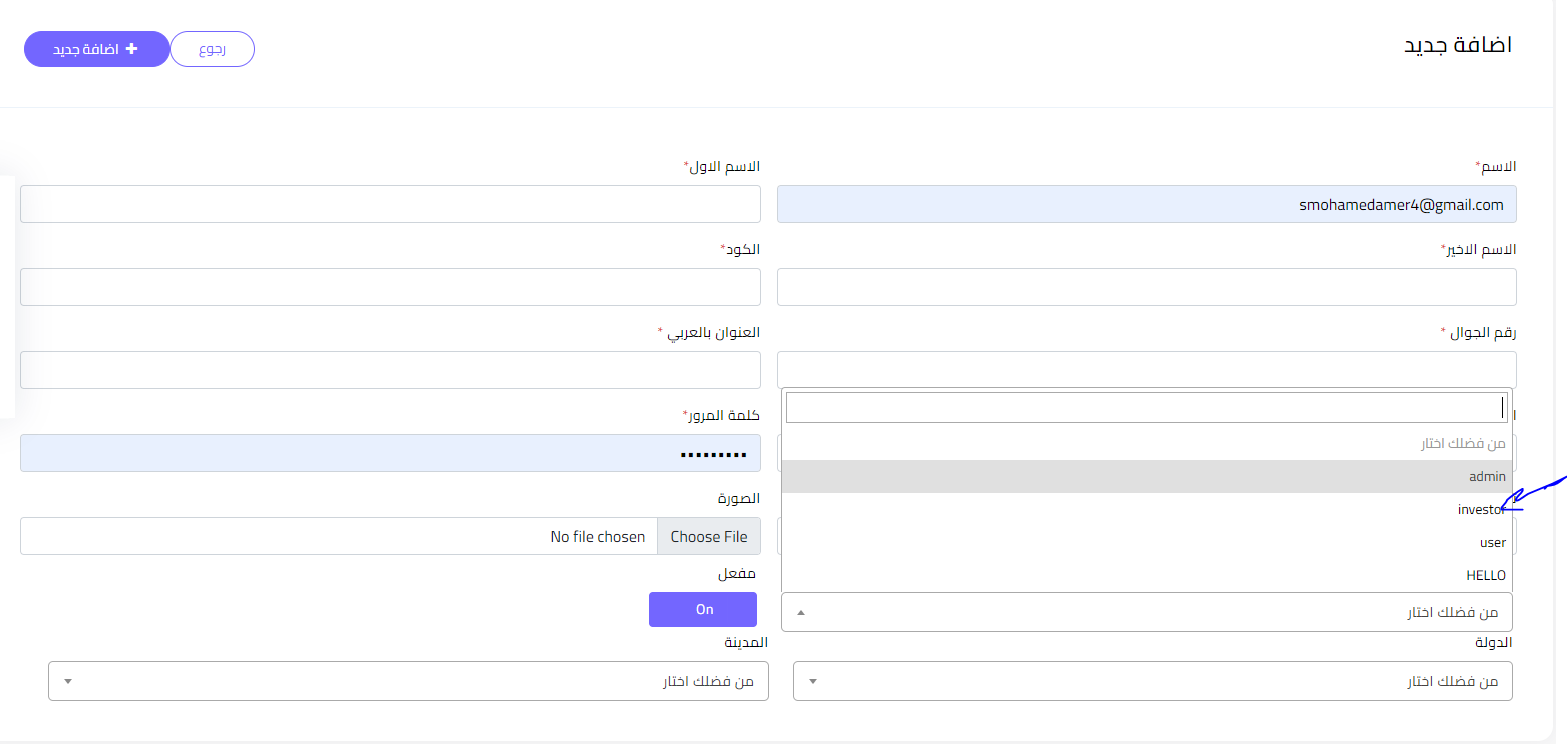 اضافة جديد
رجوع
اضافة جديد
الاسم*
الاسم الاول*
smohamedamer4@gmail.com
الاسم الاخير*
الكود*
رقم الجوال *
العنوان بالعربي *
كلمة المرور*
من فضلك اختار
admin
investor
user
HELLO
الصورة
Choose File No file chosen
مفعل
On
من فضلك اختار
الدولة
المدينة
من فضلك اختار
من فضلك اختار